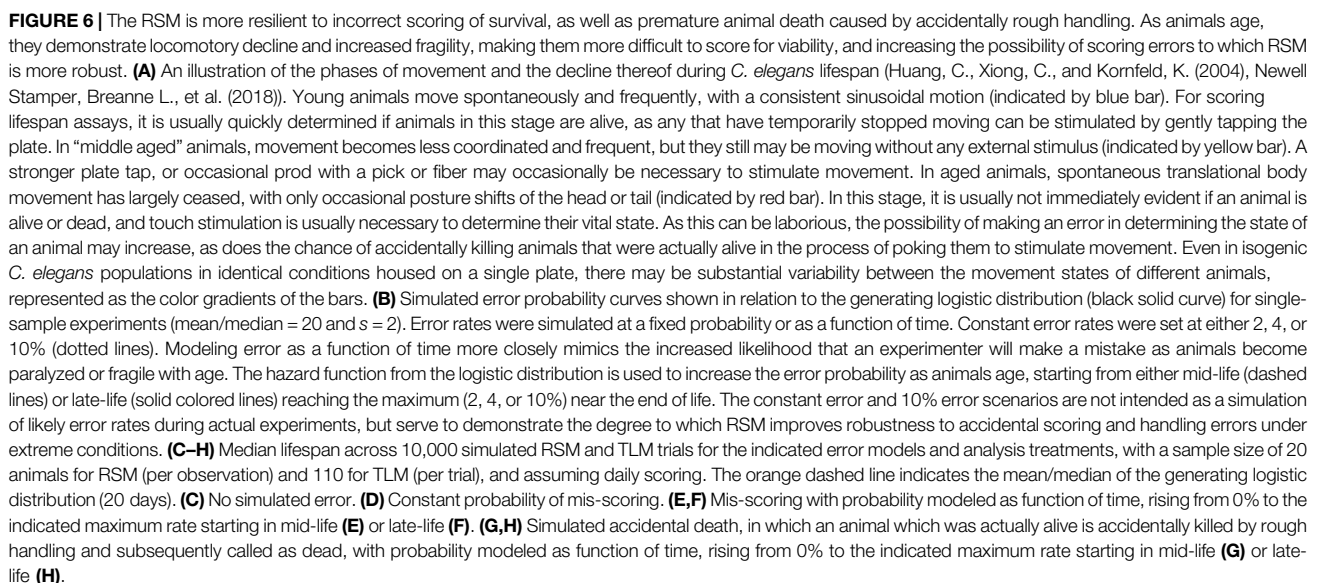 FIGURE 6 | The RSM is more resilient to incorrect scoring of survival, as well as premature animal death caused by accidentally rough handling. As animals age,
they demonstrate locomotory decline and increased fragility, making them more difficult to score for viability, and increasing the possibility of scoring errors to which RSM
is more robust. (A) An illustration of the phases of movement and the decline thereof during C. elegans lifespan (Huang, C., Xiong, C., and Kornfeld, K. (2004), Newell
Stamper, Breanne L., et al. (2018)). Young animals move spontaneously and frequently, with a consistent sinusoidal motion (indicated by blue bar). For scoring
lifespan assays, it is usually quickly determined if animals in this stage are alive, as any that have temporarily stopped moving can be stimulated by gently tapping the
plate. In “middle aged” animals, movement becomes less coordinated and frequent, but they still may be moving without any external stimulus (indicated by yellow bar). A
stronger plate tap, or occasional prod with a pick or fiber may occasionally be necessary to stimulate movement. In aged animals, spontaneous translational body
movement has largely ceased, with only occasional posture shifts of the head or tail (indicated by red bar). In this stage, it is usually not immediately evident if an animal is
alive or dead, and touch stimulation is usually necessary to determine their vital state. As this can be laborious, the possibility of making an error in determining the state of
an animal may increase, as does the chance of accidentally killing animals that were actually alive in the process of poking them to stimulate movement. Even in isogenic
C. elegans populations in identical conditions housed on a single plate, there may be substantial variability between the movement states of different animals,
represented as the color gradients of the bars. (B) Simulated error probability curves shown in relation to the generating logistic distribution (black solid curve) for single-
sample experiments (mean/median = 20 and s = 2). Error rates were simulated at a fixed probability or as a function of time. Constant error rates were set at either 2, 4, or
10% (dotted lines). Modeling error as a function of time more closely mimics the increased likelihood that an experimenter will make a mistake as animals become
paralyzed or fragile with age. The hazard function from the logistic distribution is used to increase the error probability as animals age, starting from either mid-life (dashed
lines) or late-life (solid colored lines) reaching the maximum (2, 4, or 10%) near the end of life. The constant error and 10% error scenarios are not intended as a simulation
of likely error rates during actual experiments, but serve to demonstrate the degree to which RSM improves robustness to accidental scoring and handling errors under
extreme conditions. (C–H) Median lifespan across 10,000 simulated RSM and TLM trials for the indicated error models and analysis treatments, with a sample size of 20
animals for RSM (per observation) and 110 for TLM (per trial), and assuming daily scoring. The orange dashed line indicates the mean/median of the generating logistic
distribution (20 days). (C) No simulated error. (D) Constant probability of mis-scoring. (E,F) Mis-scoring with probability modeled as function of time, rising from 0% to the
indicated maximum rate starting in mid-life (E) or late-life (F). (G,H) Simulated accidental death, in which an animal which was actually alive is accidentally killed by rough
handling and subsequently called as dead, with probability modeled as function of time, rising from 0% to the indicated maximum rate starting in mid-life (G) or late-
life (H).